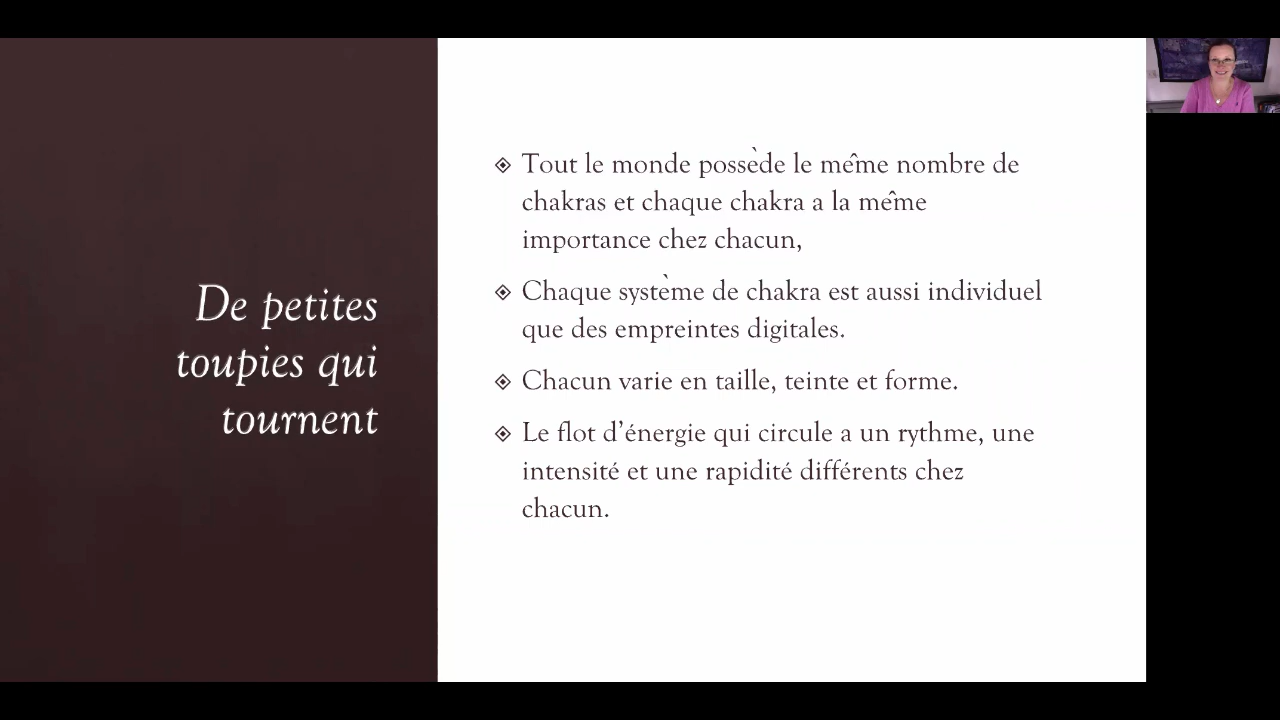 De petites
toupies qui
tournent
Tout le monde possède le même nombre de
chakras et chaque chakra a la même
importance chez chacun,
Chaque système de chakra est aussi individuel
que des empreintes digitales.
Chacun varie en taille, teinte et forme.
Le flot d’énergie qui circule a un rythme, une
intensité et une rapidité différents chez
chacun.